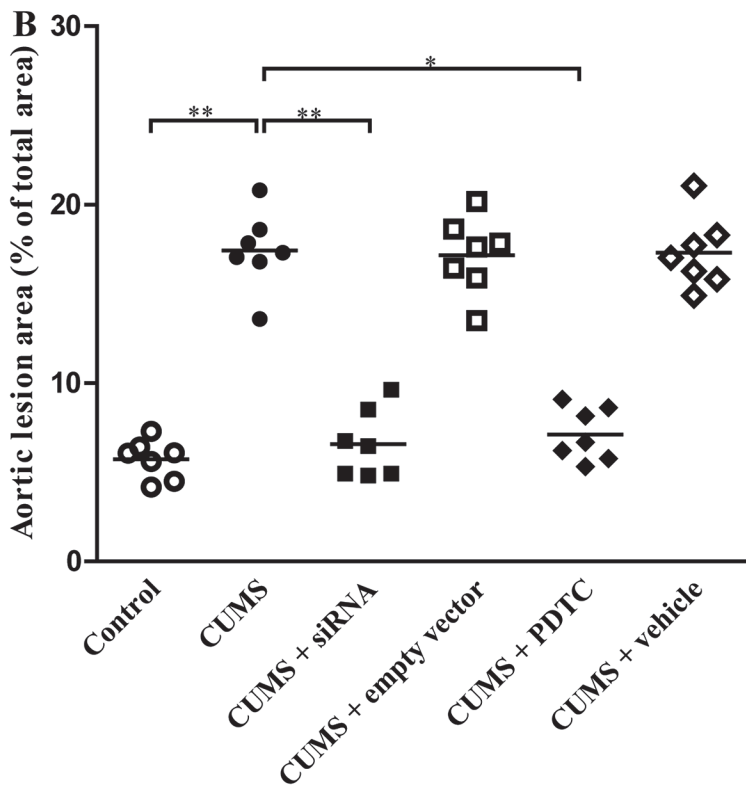 B
Aortic lesion area (% of total area)
30
20
10
0
*
**
**
Control
CUMS
CUMS + siRNA
CUMS + empty vector
CUMS + PDTC
CUMS + vehicle